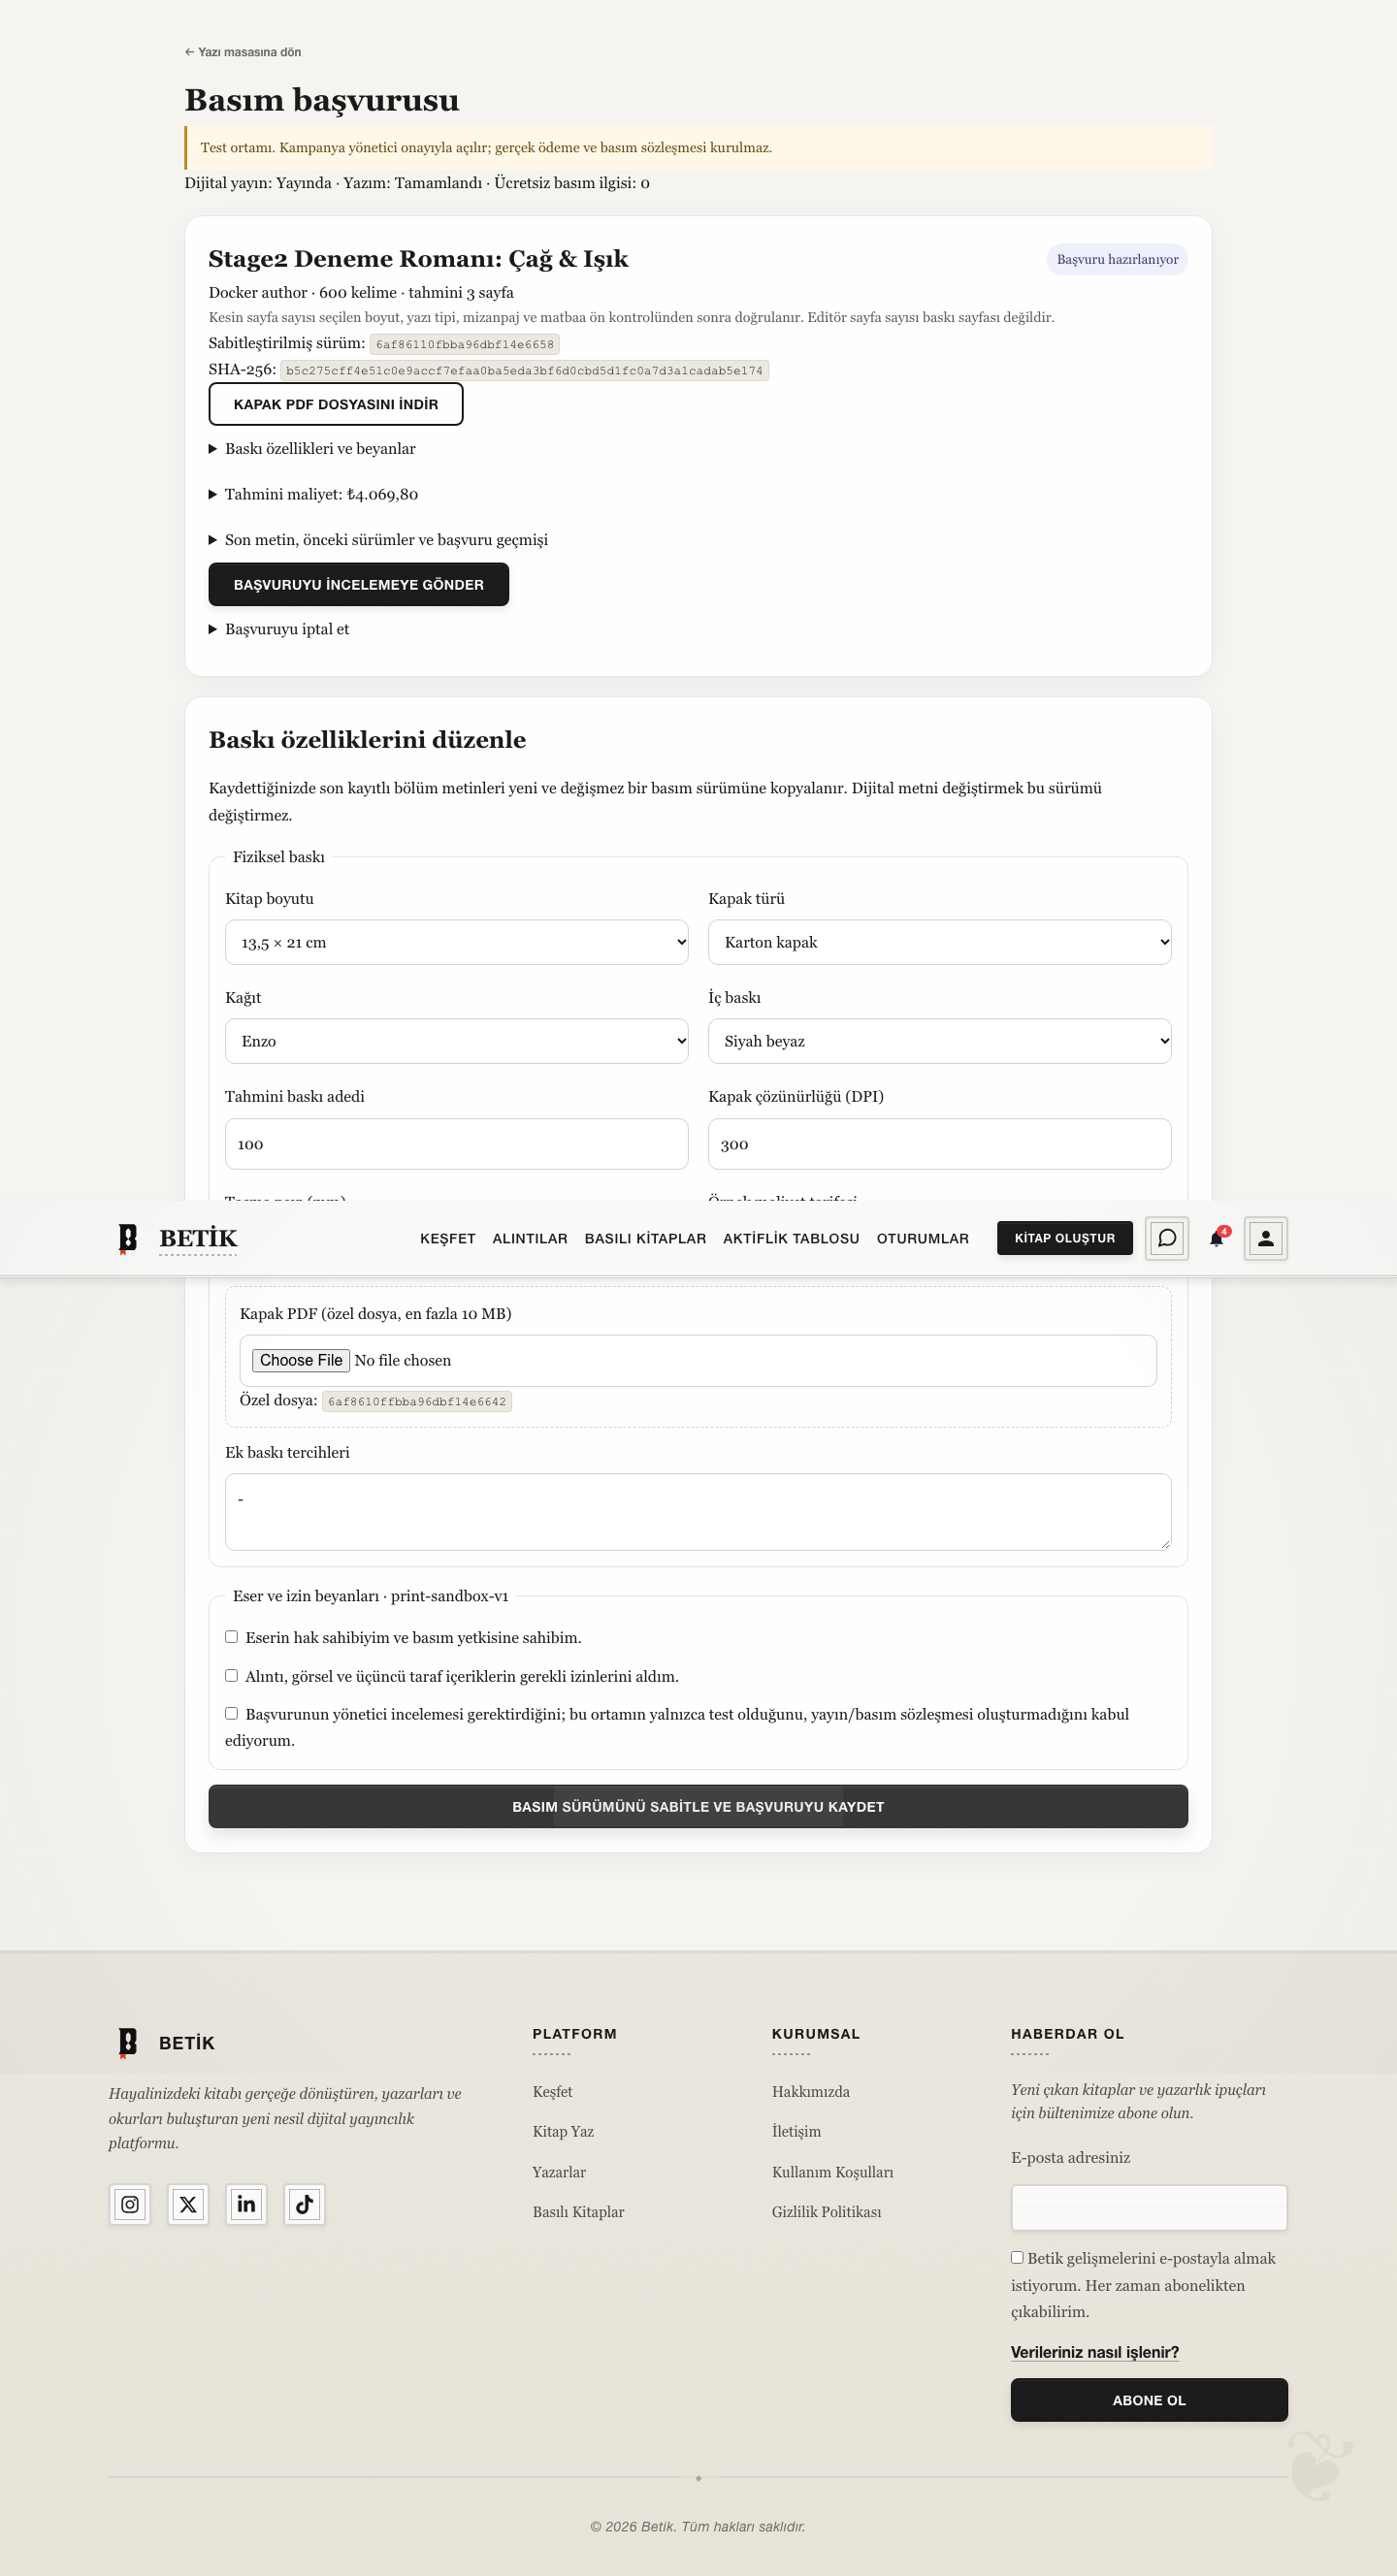 ← Yazı masasına dön
Basım başvurusu
Test ortamı. Kampanya yönetici onayıyla açılır; gerçek ödeme ve basım sözleşmesi kurulmaz.
Dijital yayın: Yayında · Yazım: Tamamlandı · Ücretsiz basım ilgisi: 0
Stage2 Deneme Romanı: Çağ & Işık
Başvuru hazırlanıyor
Docker author · 600 kelime · tahmini 3 sayfa
Kesin sayfa sayısı seçilen boyut, yazı tipi, mizanpaj ve matbaa ön kontrolünden sonra doğrulanır. Editör sayfa sayısı baskı sayfası değildir.
Sabitleştirilmiş sürüm: 6af86110fbba96dbf14e6658
SHA-256: b5c275cff4e51c0e9accf7efaa0ba5eda3bf6d0cbd5d1fc0a7d3a1cadab5e174
KAPAK PDF DOSYASINI İNDİR
Baskı özellikleri ve beyanlar
Tahmini maliyet: ₺4.069,80
Son metin, önceki sürümler ve başvuru geçmişi
BAŞVURUYU İNCELEMEYE GÖNDER
Başvuruyu iptal et
Baskı özelliklerini düzenle
Kaydettiğinizde son kayıtlı bölüm metinleri yeni ve değişmez bir basım sürümüne kopyalanır. Dijital metni değiştirmek bu sürümü
değiştirmez.
Fiziksel baskı
Kitap boyutu
Kapak türü
13,5 × 21 cm
Karton kapak
Kağıt
İç baskı
Enzo
Siyah beyaz
Tahmini baskı adedi
Kapak çözünürlüğü (DPI)
100
300
BETİK
KEŞFET
ALINTILAR
BASILI KİTAPLAR
AKTİFLİK TABLOSU
OTURUMLAR
KİTAP OLUŞTUR
4
Kapak PDF (özel dosya, en fazla 10 MB)
Choose File No file chosen
Özel dosya: 6af8610ffbba96dbf14e6642
Ek baskı tercihleri
-
Eser ve izin beyanları · print-sandbox-v1
Eserin hak sahibiyim ve basım yetkisine sahibim.
Alıntı, görsel ve üçüncü taraf içeriklerin gerekli izinlerini aldım.
Başvurunun yönetici incelemesi gerektirdiğini; bu ortamın yalnızca test olduğunu, yayın/basım sözleşmesi oluşturmadığını kabul
ediyorum.
BASIM SÜRÜMÜNÜ SABİTLE VE BAŞVURUYU KAYDET
BETİK
Hayalinizdeki kitabı gerçeğe dönüştüren, yazarları ve
okurları buluşturan yeni nesil dijital yayıncılık
platformu.
PLATFORM
Keşfet
Kitap Yaz
Yazarlar
Basılı Kitaplar
KURUMSAL
Hakkımızda
İletişim
Kullanım Koşulları
Gizlilik Politikası
HABERDAR OL
Yeni çıkan kitaplar ve yazarlık ipuçları
için bültenimize abone olun.
E-posta adresiniz
Betik gelişmelerini e-postayla almak
istiyorum. Her zaman abonelikten
çıkabilirim.
Verileriniz nasıl işlenir?
ABONE OL
© 2026 Betik. Tüm hakları saklıdır.